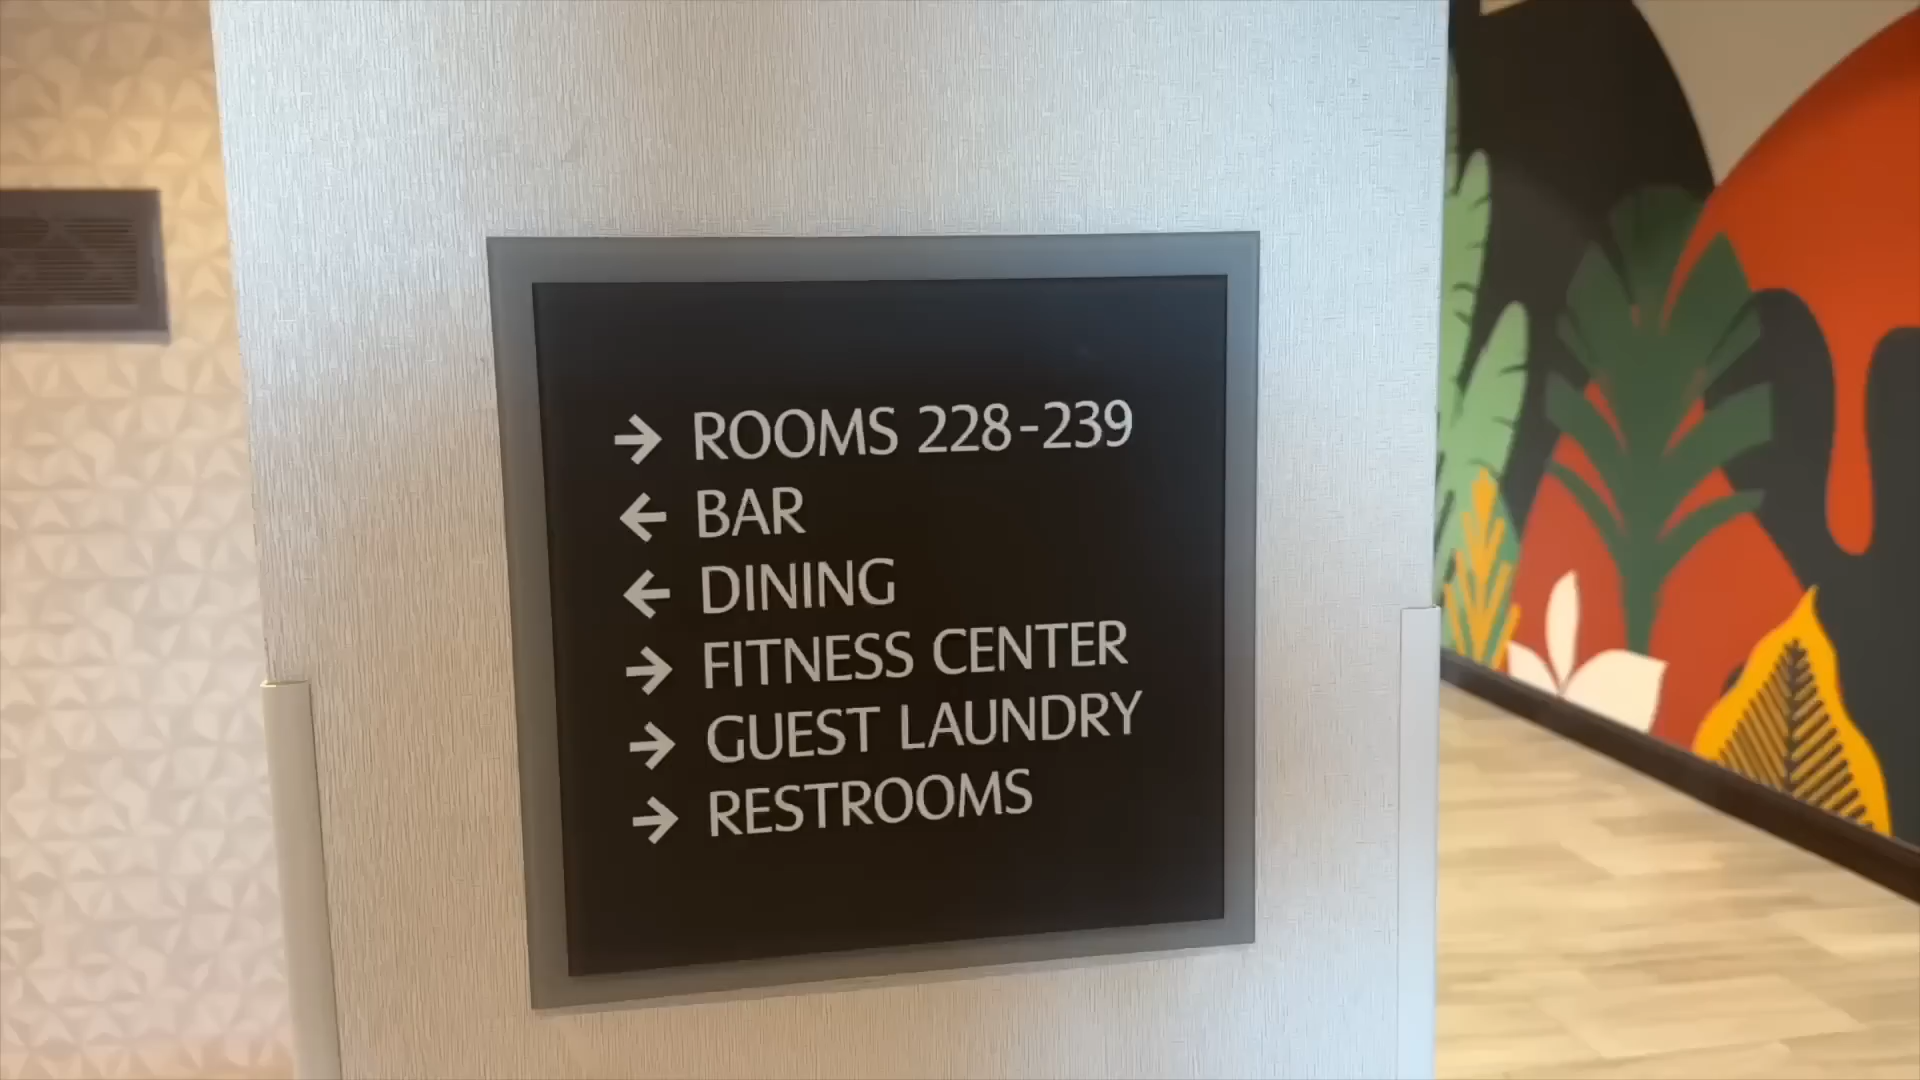 → ROOMS 228-239
← BAR
← DINING
→ FITNESS CENTER
→ GUEST LAUNDRY
→ RESTROOMS